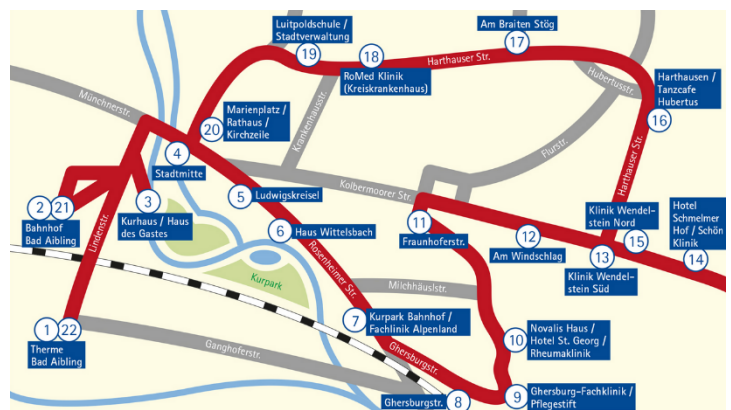 Luitpoldschule /
Stadtverwaltung
19
18
RoMed Klinik
(Kreiskrankenhaus)
Am Braiten Stög
17
Harthauser Str.
Hubertusstr.
Harthausen /
Tanzcafe
Hubertus
16
Münchnerstr.
Marienplatz /
Rathaus /
Kirchzeile
20
Krankenhausstr.
Flurstr.
Harthauser Str.
4
Stadtmitte
5
Ludwigskreisel
Kolbermoorer Str.
2
21
Bahnhof
Bad Aibling
3
Kurhaus / Haus
des Gastes
Lindenstr.
6
Haus Wittelsbach
Rosenheimer Str.
Kurpark
11
Fraunhoferstr.
12
Am Windschlag
Klinik Wendel-
stein Nord
15
13
Klinik Wendel-
stein Süd
Hotel
Schmelmer
Hof / Schön
Klinik
14
Milchhäuslstr.
1
22
Therme
Bad Aibling
Ganghoferstr.
7
Kurpark Bahnhof /
Fachlinik Alpenland
Ghersburgstr.
10
Novalis Haus /
Hotel St. Georg /
Rheumaklinik
Ghersburgstr.
8
9
Ghersburg-Fachklinik /
Pflegestift